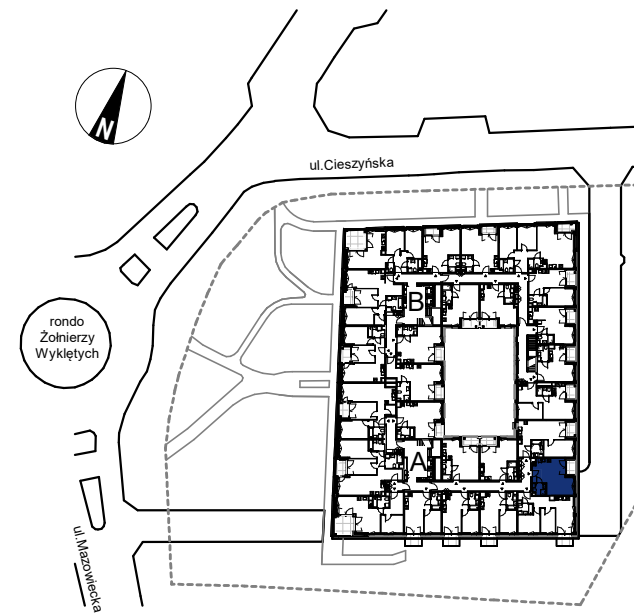 N
ul.Cieszyńska
B
rondo
Żołnierzy
Wyklętych
A
ul.Mazowiecka